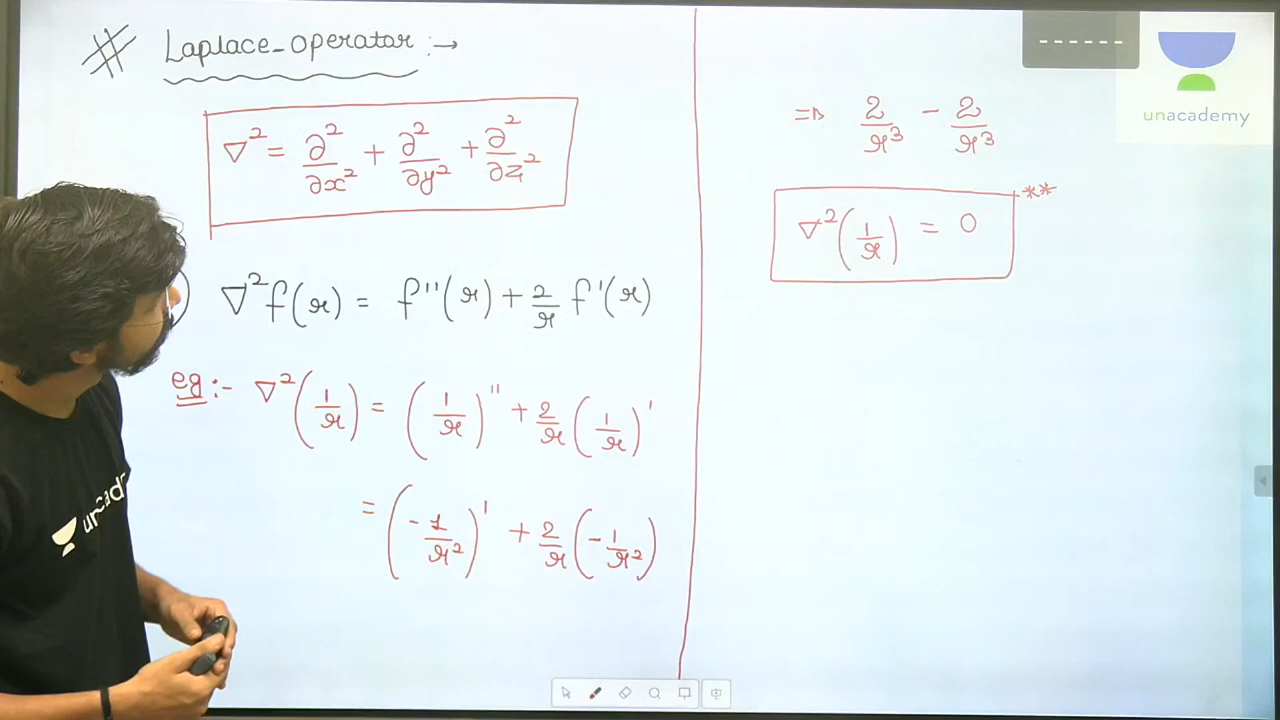 # Laplace-operator :→
∇² = ∂²/∂x² + ∂²/∂y² + ∂²/∂z²
) ∇²f(r) = f''(r) + 2/r f'(r)
eg:- ∇²(1/r) = (1/r)'' + 2/r (1/r)'
= (-1/r²)' + 2/r (-1/r²)
------
unacademy
⇒ 2/r³ - 2/r³
∇²(1/r) = 0 **
unacad